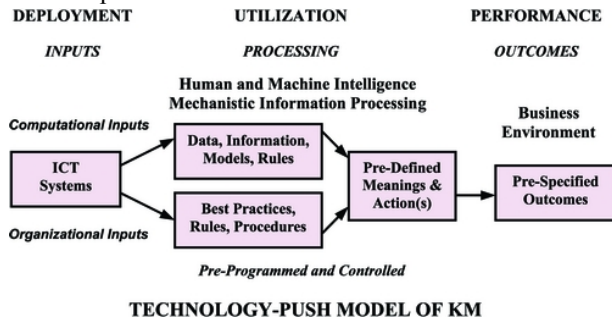 DEPLOYMENT
UTILIZATION
PERFORMANCE
INPUTS
PROCESSING
OUTCOMES
Human and Machine Intelligence
Mechanistic Information Processing
Business
Environment
Computational Inputs
Data, Information,
Models, Rules
ICT
Systems
Pre-Defined
Meanings &
Action(s)
Pre-Specified
Outcomes
Best Practices,
Rules, Procedures
Organizational Inputs
Pre-Programmed and Controlled
TECHNOLOGY-PUSH MODEL OF KM